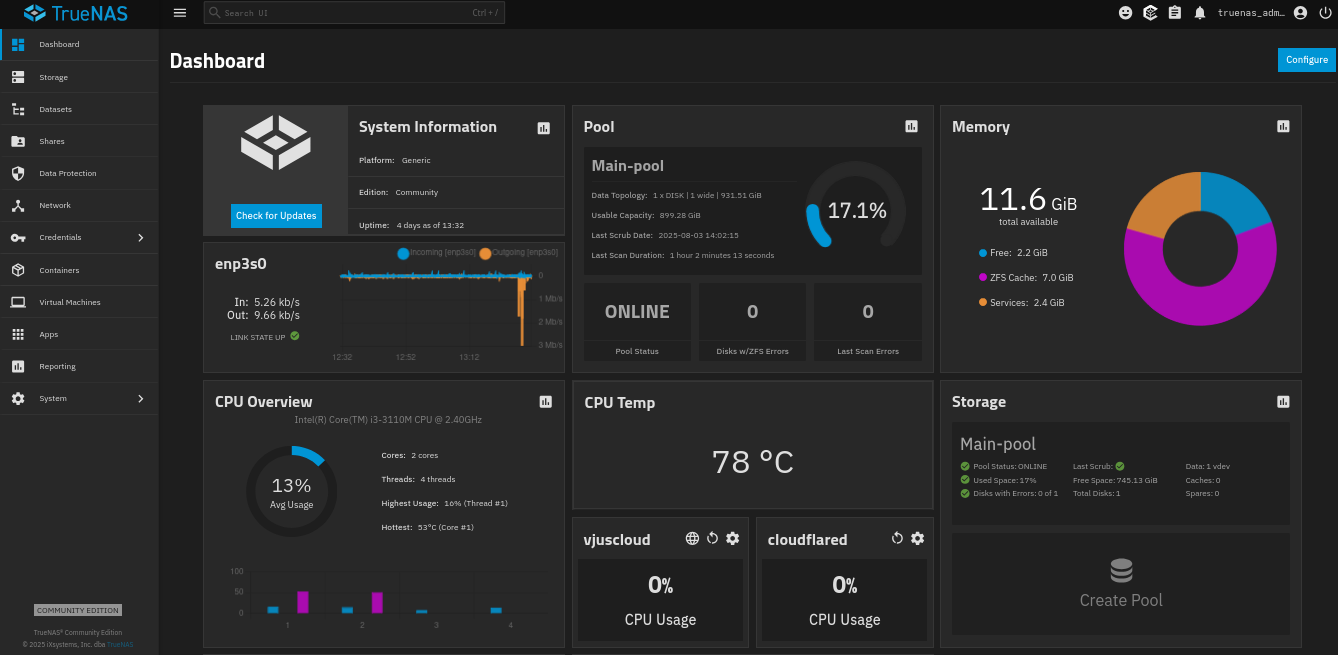 TrueNAS
Search UI
Ctrl + /
truenas_adm…
Dashboard
Storage
Datasets
Shares
Data Protection
Network
Credentials
Containers
Virtual Machines
Apps
Reporting
System
COMMUNITY EDITION
TrueNAS® Community Edition
© 2025 iXsystems, Inc. dba TrueNAS
Dashboard
Configure
Check for Updates
System Information
Platform: Generic
Edition: Community
Uptime: 4 days as of 13:32
enp3s0
In: 5.26 kb/s
Out: 9.66 kb/s
LINK STATE UP
Incoming [enp3s0]
Outgoing [enp3s0]
0
1 Mb/s
2 Mb/s
3 Mb/s
12:32
12:52
13:12
Pool
Main-pool
Data Topology: 1 x DISK | 1 wide | 931.51 GiB
Usable Capacity: 899.28 GiB
Last Scrub Date: 2025-08-03 14:02:15
Last Scan Duration: 1 hour 2 minutes 13 seconds
17.1%
ONLINE
Pool Status
0
Disks w/ZFS Errors
0
Last Scan Errors
Memory
11.6 GiB
total available
Free: 2.2 GiB
ZFS Cache: 7.0 GiB
Services: 2.4 GiB
CPU Overview
Intel(R) Core(TM) i3-3110M CPU @ 2.40GHz
13%
Avg Usage
Cores: 2 cores
Threads: 4 threads
Highest Usage: 16% (Thread #1)
Hottest: 53°C (Core #1)
100
50
0
1
2
3
4
CPU Temp
78 °C
vjuscloud
0%
CPU Usage
cloudflared
0%
CPU Usage
Storage
Main-pool
Pool Status: ONLINE
Used Space: 17%
Disks with Errors: 0 of 1
Last Scrub:
Free Space: 745.13 GiB
Total Disks: 1
Data: 1 vdev
Caches: 0
Spares: 0
Create Pool